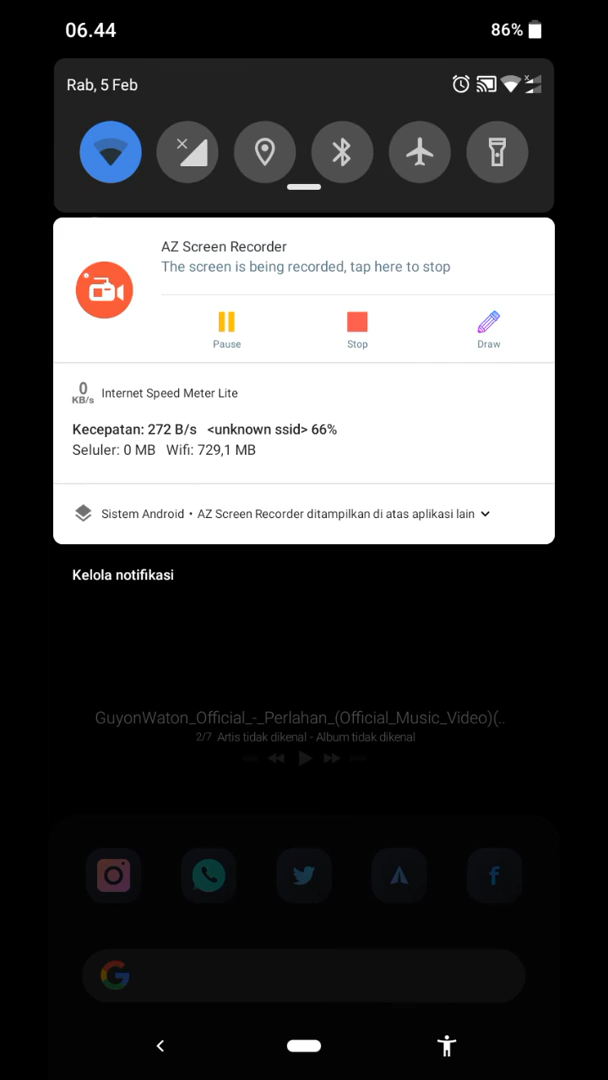 06.44
86%
Rab, 5 Feb
AZ Screen Recorder
The screen is being recorded, tap here to stop
Pause
Stop
Draw
0
KB/s
Internet Speed Meter Lite
Kecepatan: 272 B/s <unknown ssid> 66%
Seluler: 0 MB Wifi: 729,1 MB
Sistem Android • AZ Screen Recorder ditampilkan di atas aplikasi lain
Kelola notifikasi
GuyonWaton_Official_-_Perlahan_(Official_Music_Video)(..
2/7 Artis tidak dikenal - Album tidak dikenal